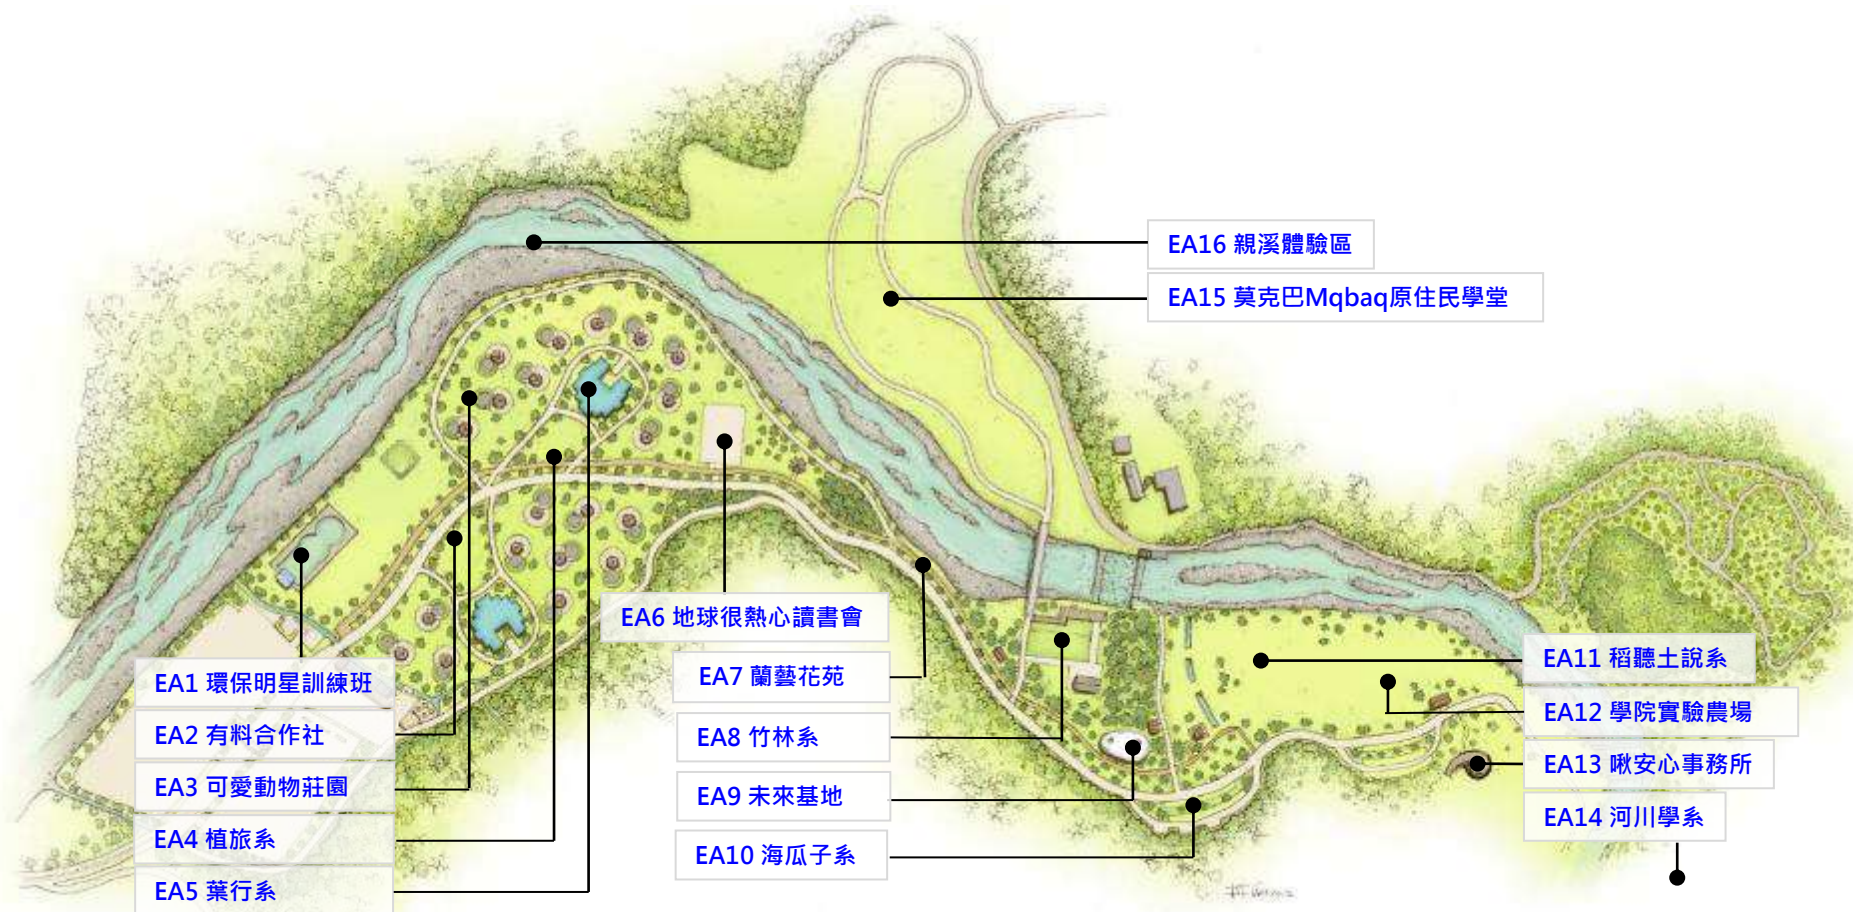 EA16 親溪體驗區
EA15 莫克巴Mqbaq原住民學堂
EA6 地球很熱心讀書會
EA7 蘭藝花苑
EA8 竹林系
EA9 未來基地
EA10 海瓜子系
EA11 稻聽土說系
EA12 學院實驗農場
EA13 啾安心事務所
EA14 河川學系
EA1 環保明星訓練班
EA2 有料合作社
EA3 可愛動物莊園
EA4 植旅系
EA5 葉行系